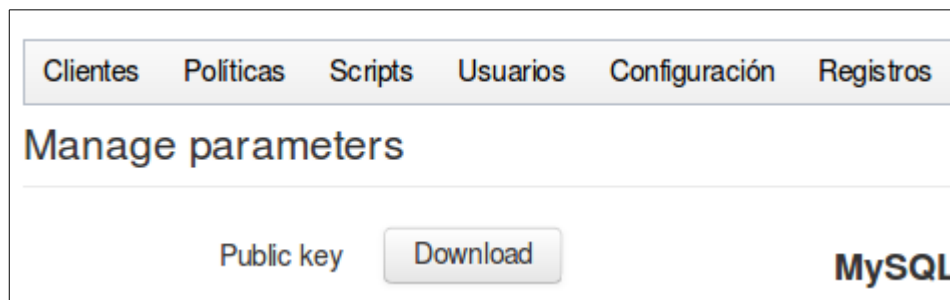 Clientes Políticas Scripts Usuarios Configuración Registros
Manage parameters
Public key Download
MySQL